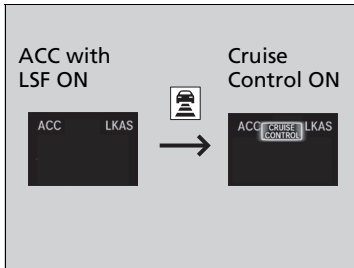 ACC with
LSF ON
Cruise
Control ON
ACC LKAS
ACC CRUISE CONTROL LKAS